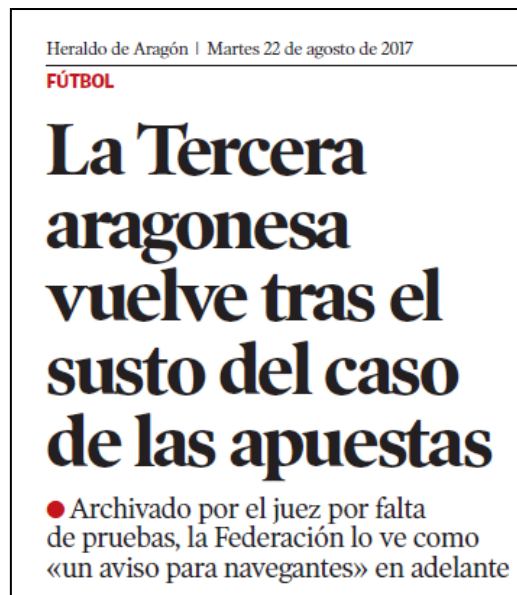 Heraldo de Aragón | Martes 22 de agosto de 2017
FÚTBOL
La Tercera
aragonesa
vuelve tras el
susto del caso
de las apuestas
● Archivado por el juez por falta
de pruebas, la Federación lo ve como
«un aviso para navegantes» en adelante